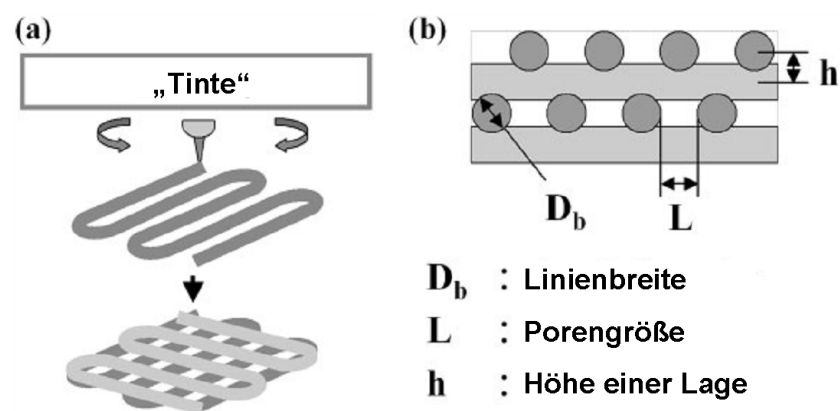 (a)
„Tinte“
(b)
h
D_b
L
D_b : Linienbreite
L : Porengröße
h : Höhe einer Lage